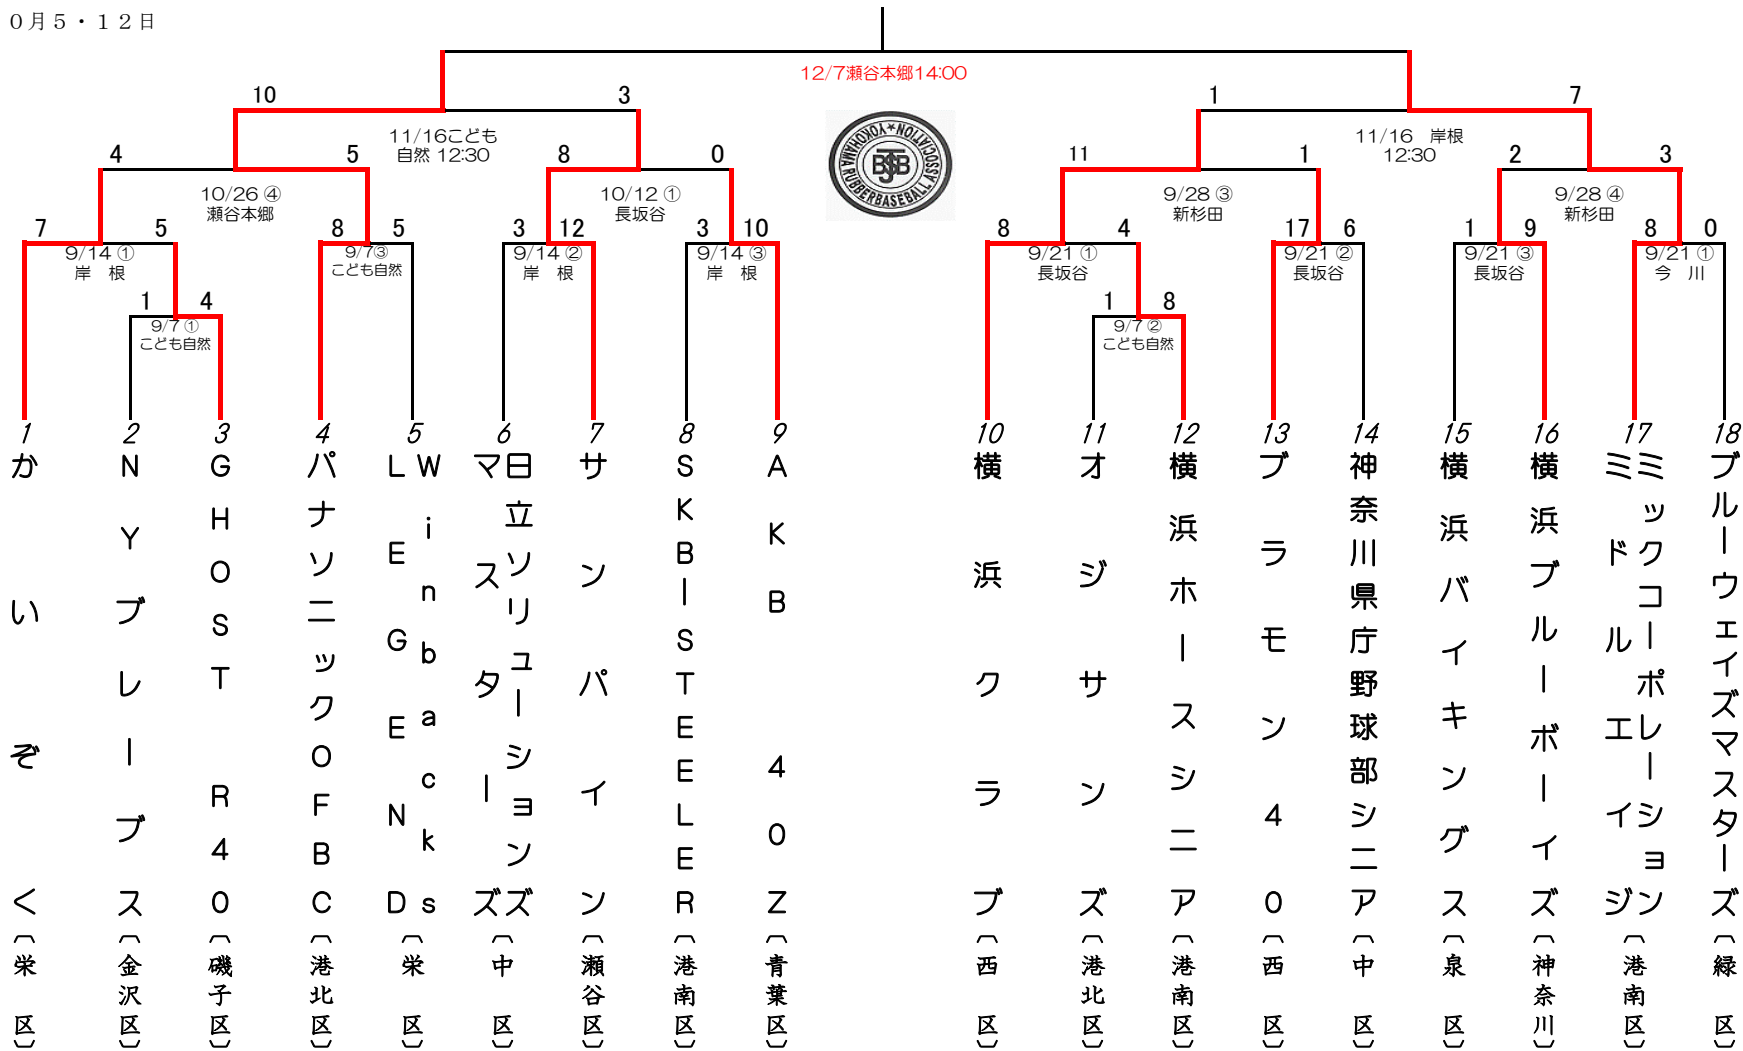 ０月５・１２日
12/7瀬谷本郷14:00
10 3 1 7
11/16こども
自然 12:30
11/16 岸根
12:30
YOKOHAMA RUBBERBASEBALL ASSOCIATION
BJSB
4 5 8 0 11 1 2 3
10/26 ④
瀬谷本郷
10/12 ①
長坂谷
9/28 ③
新杉田
9/28 ④
新杉田
7 5 8 5 3 12 3 10 8 4 17 6 1 9 8 0
9/14 ①
岸 根
9/7③
こども自然
9/14 ②
岸 根
9/14 ③
岸 根
9/21 ①
長坂谷
9/21 ②
長坂谷
9/21 ③
長坂谷
9/21 ①
今 川
1 4 1 8
9/7 ①
こども自然
9/7 ②
こども自然
1 2 3 4 5 6 7 8 9 10 11 12 13 14 15 16 17 18
かいぞく
〔栄 区〕
NYブレーブス
〔金沢区〕
GHOST R40
〔磯子区〕
パナソニックOFBC
〔港北区〕
Winbacks
LEGEND
〔栄 区〕
日立ソリューションズ
マスターズ
〔中 区〕
サンパイン
〔瀬谷区〕
SKBISTEELER
〔港南区〕
AKB 40Z
〔青葉区〕
横浜クラブ
〔西 区〕
オジサンズ
〔港北区〕
横浜ホースシニア
〔港南区〕
ブラモンン40
〔西 区〕
神奈川県庁野球部シニア
〔中 区〕
横浜バイキングス
〔泉 区〕
横浜ブルーボーイズ
〔神奈川〕
ミックコーポレーション
ミドルエイジ
〔港南区〕
ブルーウェイズマスターズ
〔緑 区〕